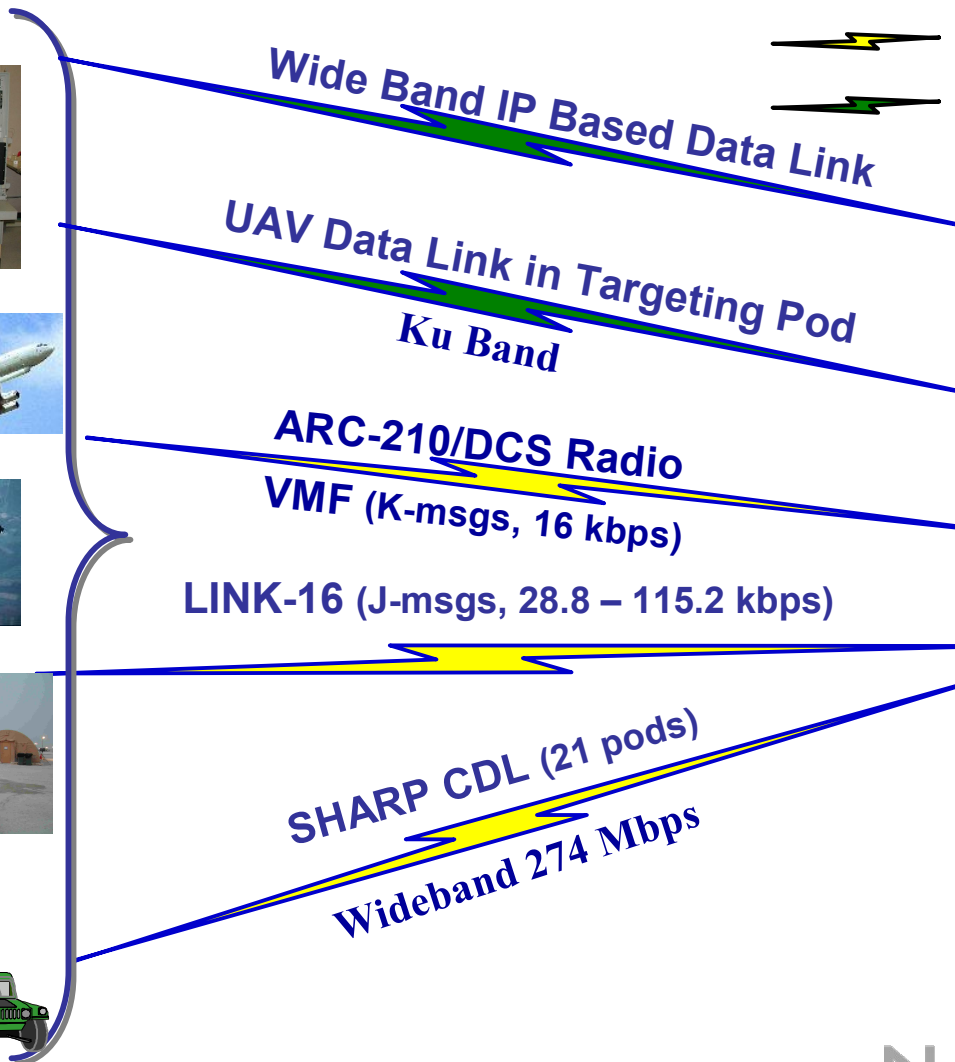 Wide Band IP Based Data Link
UAV Data Link in Targeting Pod
Ku Band
ARC-210/DCS Radio
VMF (K-msgs, 16 kbps)
LINK-16 (J-msgs, 28.8 – 115.2 kbps)
SHARP CDL (21 pods)
Wideband 274 Mbps